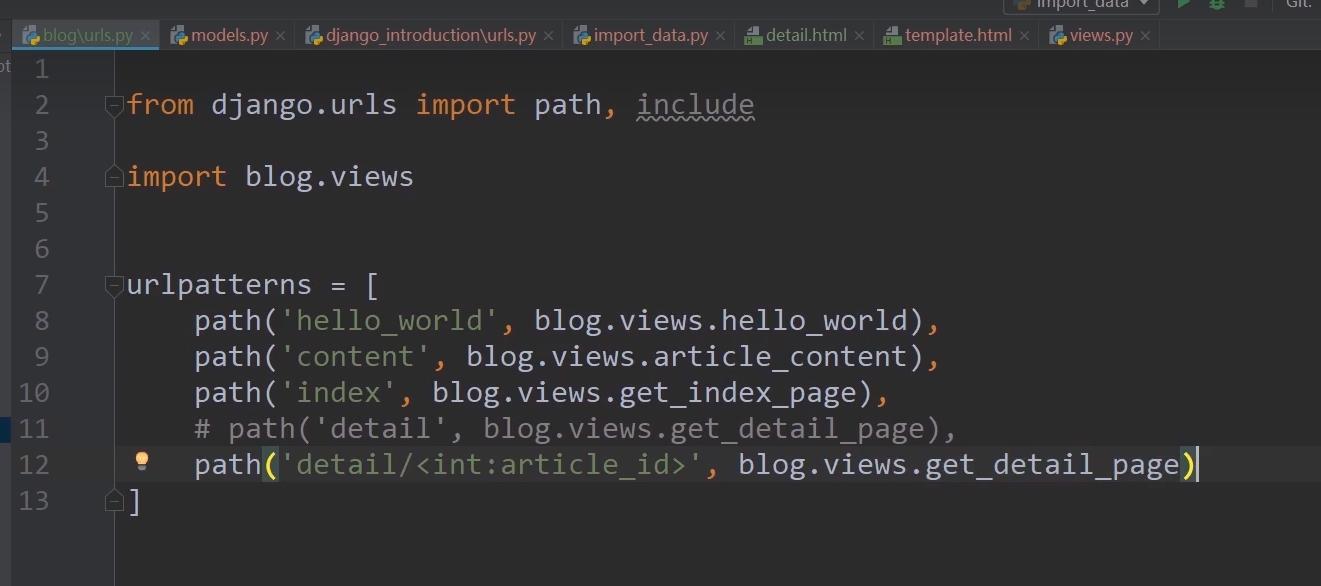 import_data
Git:
blog\urls.py models.py django_introduction\urls.py import_data.py detail.html template.html views.py
1
2 from django.urls import path, include
3
4 import blog.views
5
6
7 urlpatterns = [
8 path('hello_world', blog.views.hello_world),
9 path('content', blog.views.article_content),
10 path('index', blog.views.get_index_page),
11 # path('detail', blog.views.get_detail_page),
12 path('detail/<int:article_id>', blog.views.get_detail_page)
13 ]